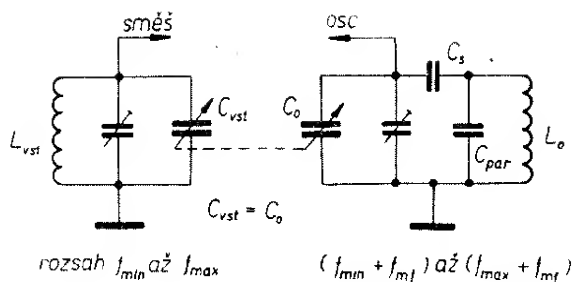 směš
osc
C_s
C_vst
C_o
L_vst
L_o
C_par
C_vst = C_o
rozsah f_min až f_max
(f_min + f_mf) až (f_max + f_mf)